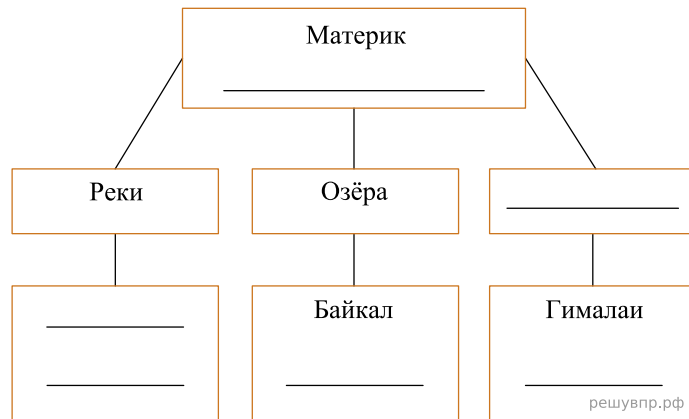 Материк
Реки
Озёра
Байкал
Гималаи
решувпр.рф